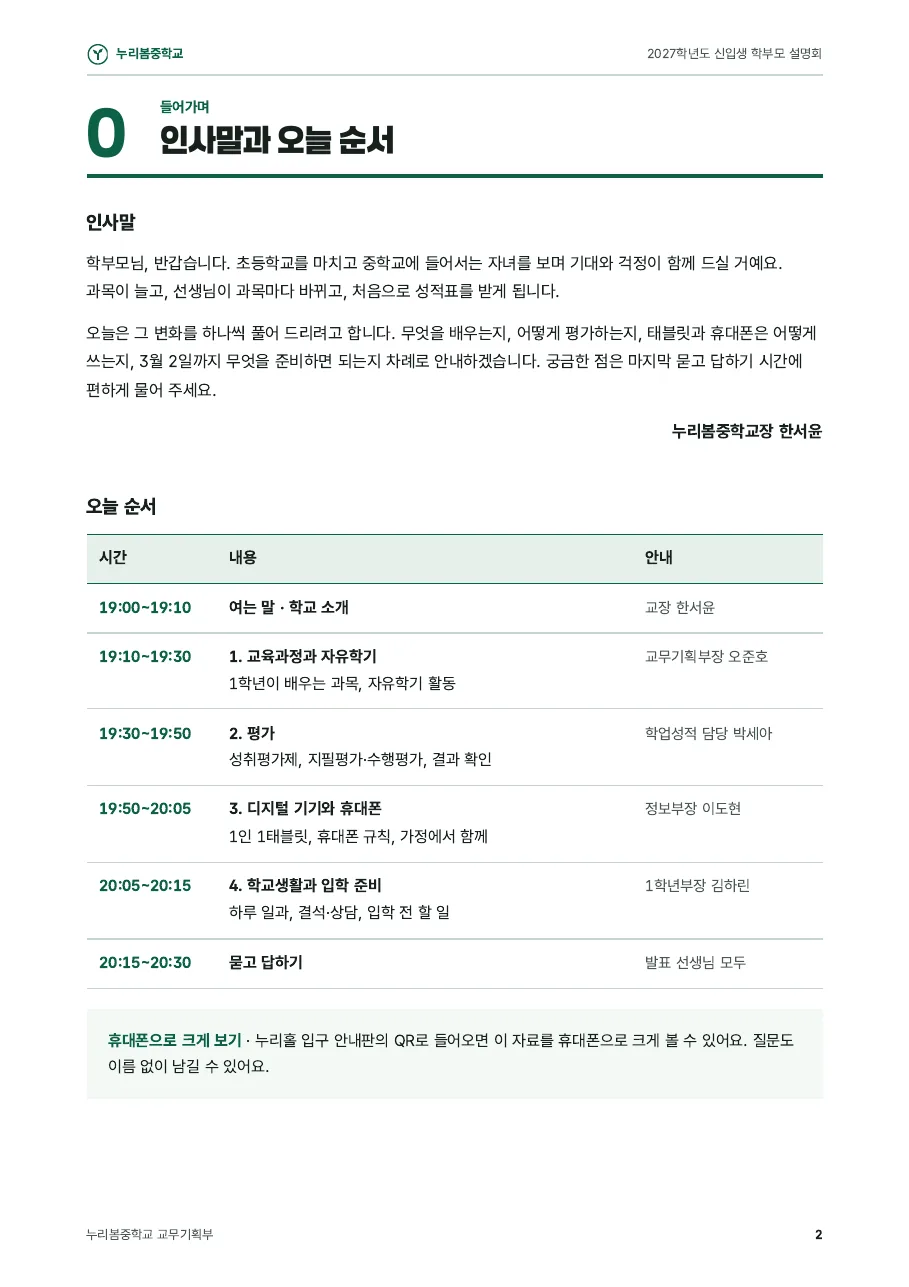 누리봄중학교
2027학년도 신입생 학부모 설명회
0
들어가며
인사말과 오늘 순서
인사말
학부모님, 반갑습니다. 초등학교를 마치고 중학교에 들어서는 자녀를 보며 기대와 걱정이 함께 드실 거예요.
과목이 늘고, 선생님이 과목마다 바뀌고, 처음으로 성적표를 받게 됩니다.
오늘은 그 변화를 하나씩 풀어 드리려고 합니다. 무엇을 배우는지, 어떻게 평가하는지, 태블릿과 휴대폰은 어떻게
쓰는지, 3월 2일까지 무엇을 준비하면 되는지 차례로 안내하겠습니다. 궁금한 점은 마지막 묻고 답하기 시간에
편하게 물어 주세요.
누리봄중학교장 한서윤
오늘 순서
시간 내용 안내
19:00~19:10 여는 말 · 학교 소개 교장 한서윤
19:10~19:30 1. 교육과정과 자유학기 교무기획부장 오준호
1학년이 배우는 과목, 자유학기 활동
19:30~19:50 2. 평가 학업성적 담당 박세아
성취평가제, 지필평가·수행평가, 결과 확인
19:50~20:05 3. 디지털 기기와 휴대폰 정보부장 이도현
1인 1태블릿, 휴대폰 규칙, 가정에서 함께
20:05~20:15 4. 학교생활과 입학 준비 1학년부장 김하린
하루 일과, 결석·상담, 입학 전 할 일
20:15~20:30 묻고 답하기 발표 선생님 모두
휴대폰으로 크게 보기 · 누리홀 입구 안내판의 QR로 들어오면 이 자료를 휴대폰으로 크게 볼 수 있어요. 질문도
이름 없이 남길 수 있어요.
누리봄중학교 교무기획부
2